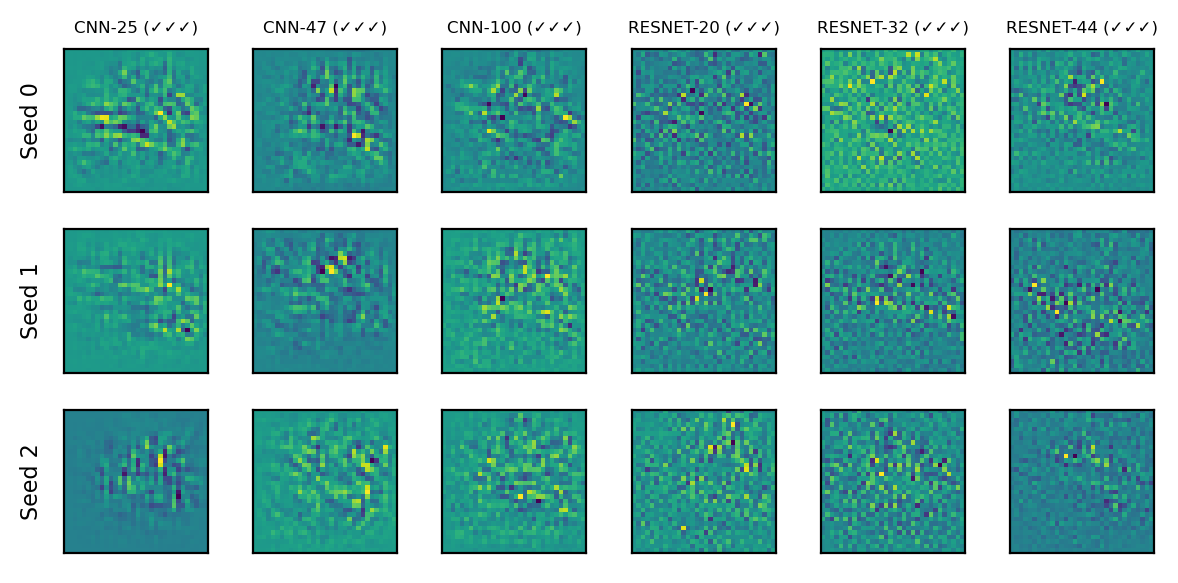 CNN-25 (✓✓✓) CNN-47 (✓✓✓) CNN-100 (✓✓✓) RESNET-20 (✓✓✓) RESNET-32 (✓✓✓) RESNET-44 (✓✓✓)
Seed 0
Seed 1
Seed 2